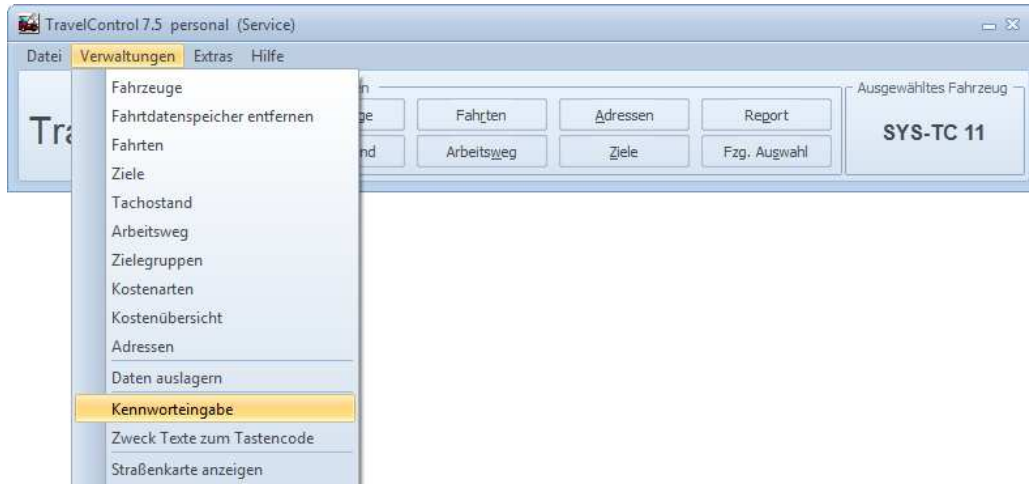 TravelControl 7.5 personal (Service)
Datei Verwaltungen Extras Hilfe
Fahrzeuge
Fahrtdatenspeicher entfernen
Fahrten
Ziele
Tachostand
Arbeitsweg
Zielegruppen
Kostenarten
Kostenübersicht
Adressen
Daten auslagern
Kennworteingabe
Zweck Texte zum Tastencode
Straßenkarte anzeigen
Fahrten Adressen Report
Arbeitsweg Ziele Fzg. Auswahl
Ausgewähltes Fahrzeug
SYS-TC 11